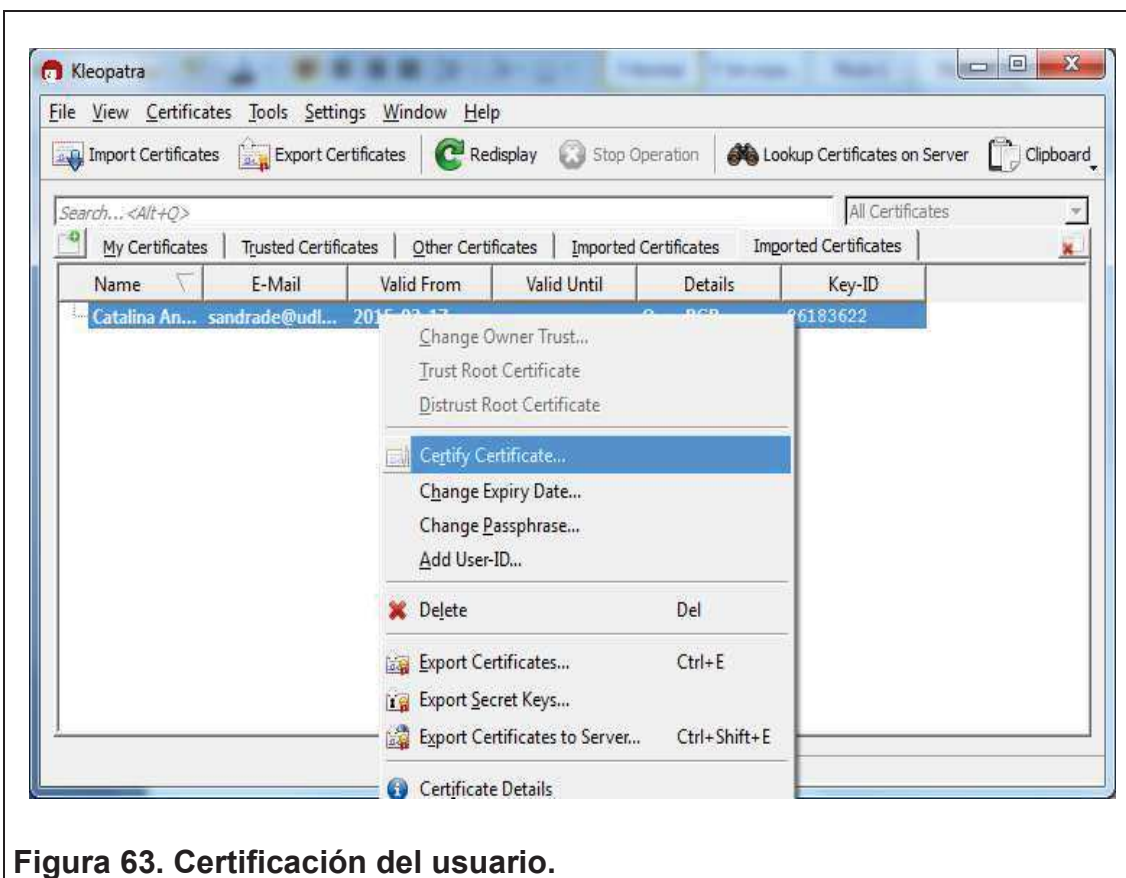 Kleopatra
File View Certificates Tools Settings Window Help
Import Certificates Export Certificates Redisplay Stop Operation Lookup Certificates on Server Clipboard
Search...<Alt+Q> All Certificates
My Certificates Trusted Certificates Other Certificates Imported Certificates Imported Certificates
Name E-Mail Valid From Valid Until Details Key-ID
Catalina An... sandrade@udl...
Change Owner Trust...
Trust Root Certificate
Distrust Root Certificate
Certify Certificate...
Change Expiry Date...
Change Passphrase...
Add User-ID...
Delete Del
Export Certificates... Ctrl+E
Export Secret Keys...
Export Certificates to Server... Ctrl+Shift+E
Certificate Details
Figura 63. Certificación del usuario.